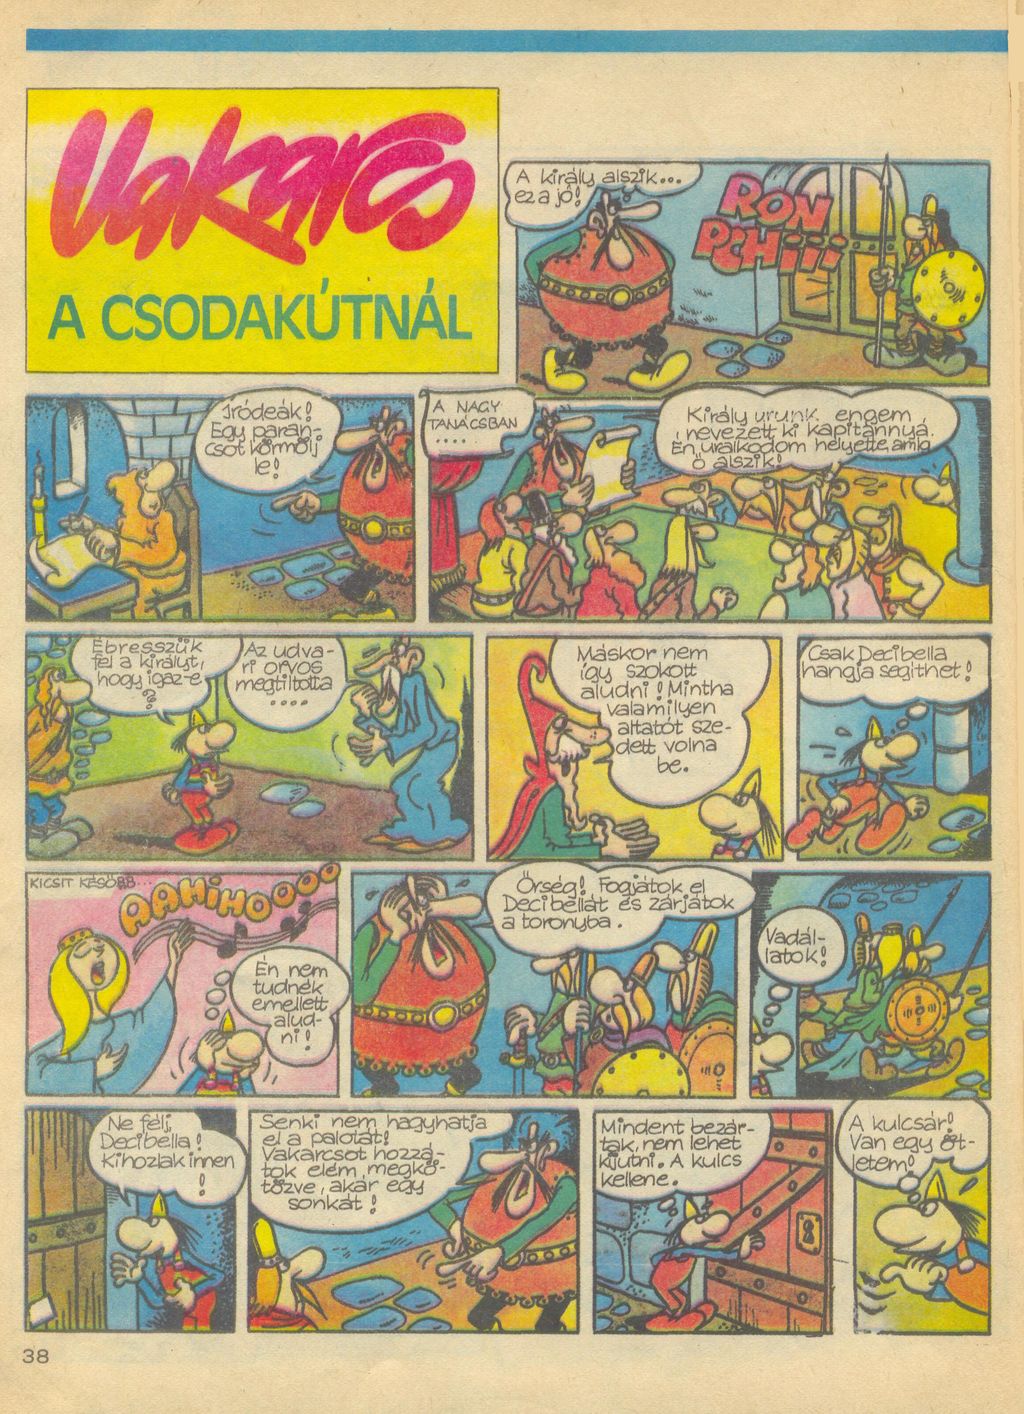 Vakarcs
A CSODAKÚTNÁL
A király alszik...
ez a jó!
RON
PCHiiii
Íródeák!
Egy paran-
csot körmölj
le!
A NAGY
TANÁCSBAN
....
Király urunk engem
nevezett ki kapitánnyá.
Én uralkodom helyette, amíg
ő alszik!
Ébresszük
fel a királyt,
hogy igaz-e
?
Az udva-
ri orvos
megtiltotta
....
Máskor nem
így szokott
aludni! Mintha
valamilyen
altatót sze-
dett volna
be.
Csak Decibella
hangja segíthet!
KICSIT KÉSŐBB...
AAHIHOOOO
Én nem
tudnék
emellett
alud-
ni!
Őrség! Fogjátok el
Decibellát és zárjátok
a toronyba.
Vadál-
latok!
Ne félj,
Decibella!
Kihozlak innen
!
Senki nem hagyhatja
el a palotát!
Vakarcsot hozzá-
tok elém, megkö-
tözve, akár egy
sonkát!
Mindent bezár-
tak, nem lehet
kijutni. A kulcs
kellene.
A kulcsár!
Van egy öt-
letem!
38